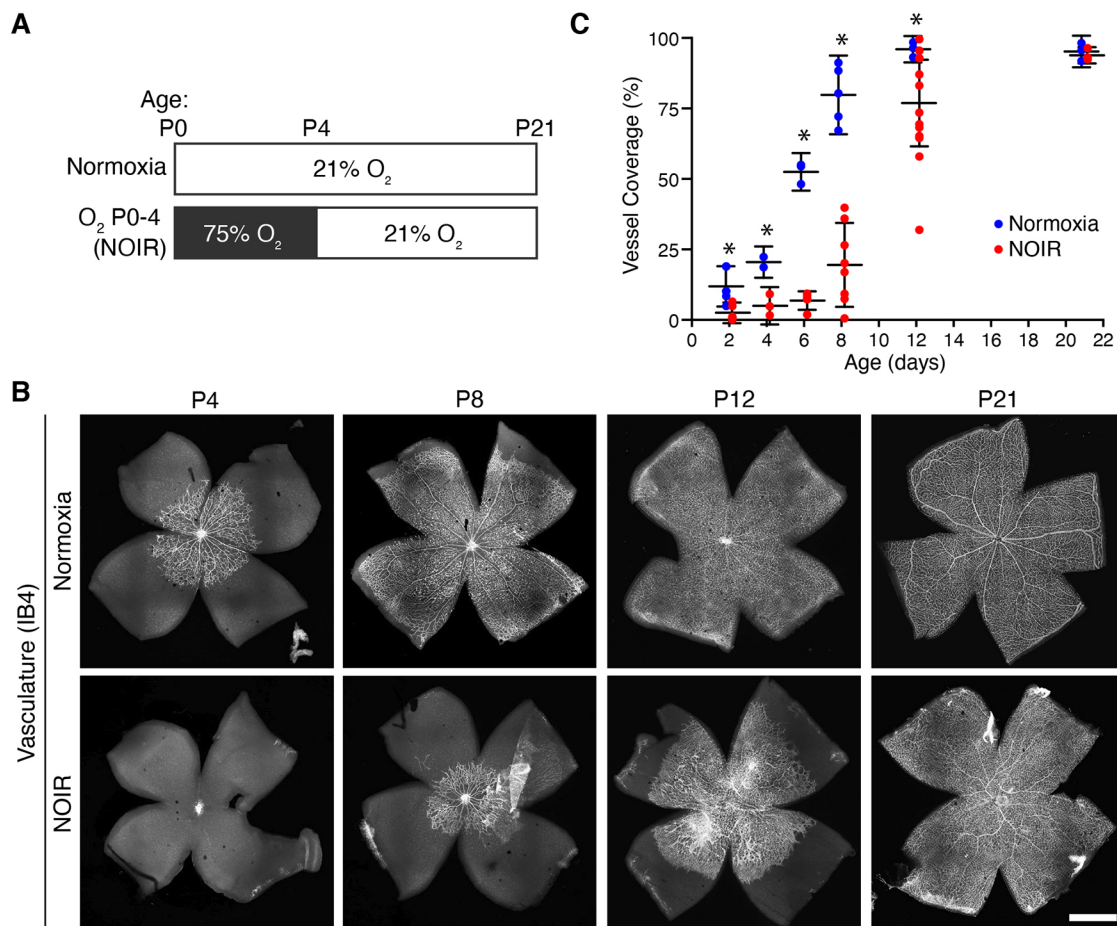 A
Age:
P0 P4 P21
Normoxia 21% O2
O2 P0-4
(NOIR) 75% O2 21% O2
C
Vessel Coverage (%)
100
75
50
25
0
* * * * *
Normoxia
NOIR
0 2 4 6 8 10 12 14 16 18 20 22
Age (days)
B
P4 P8 P12 P21
Vasculature (IB4)
Normoxia
NOIR